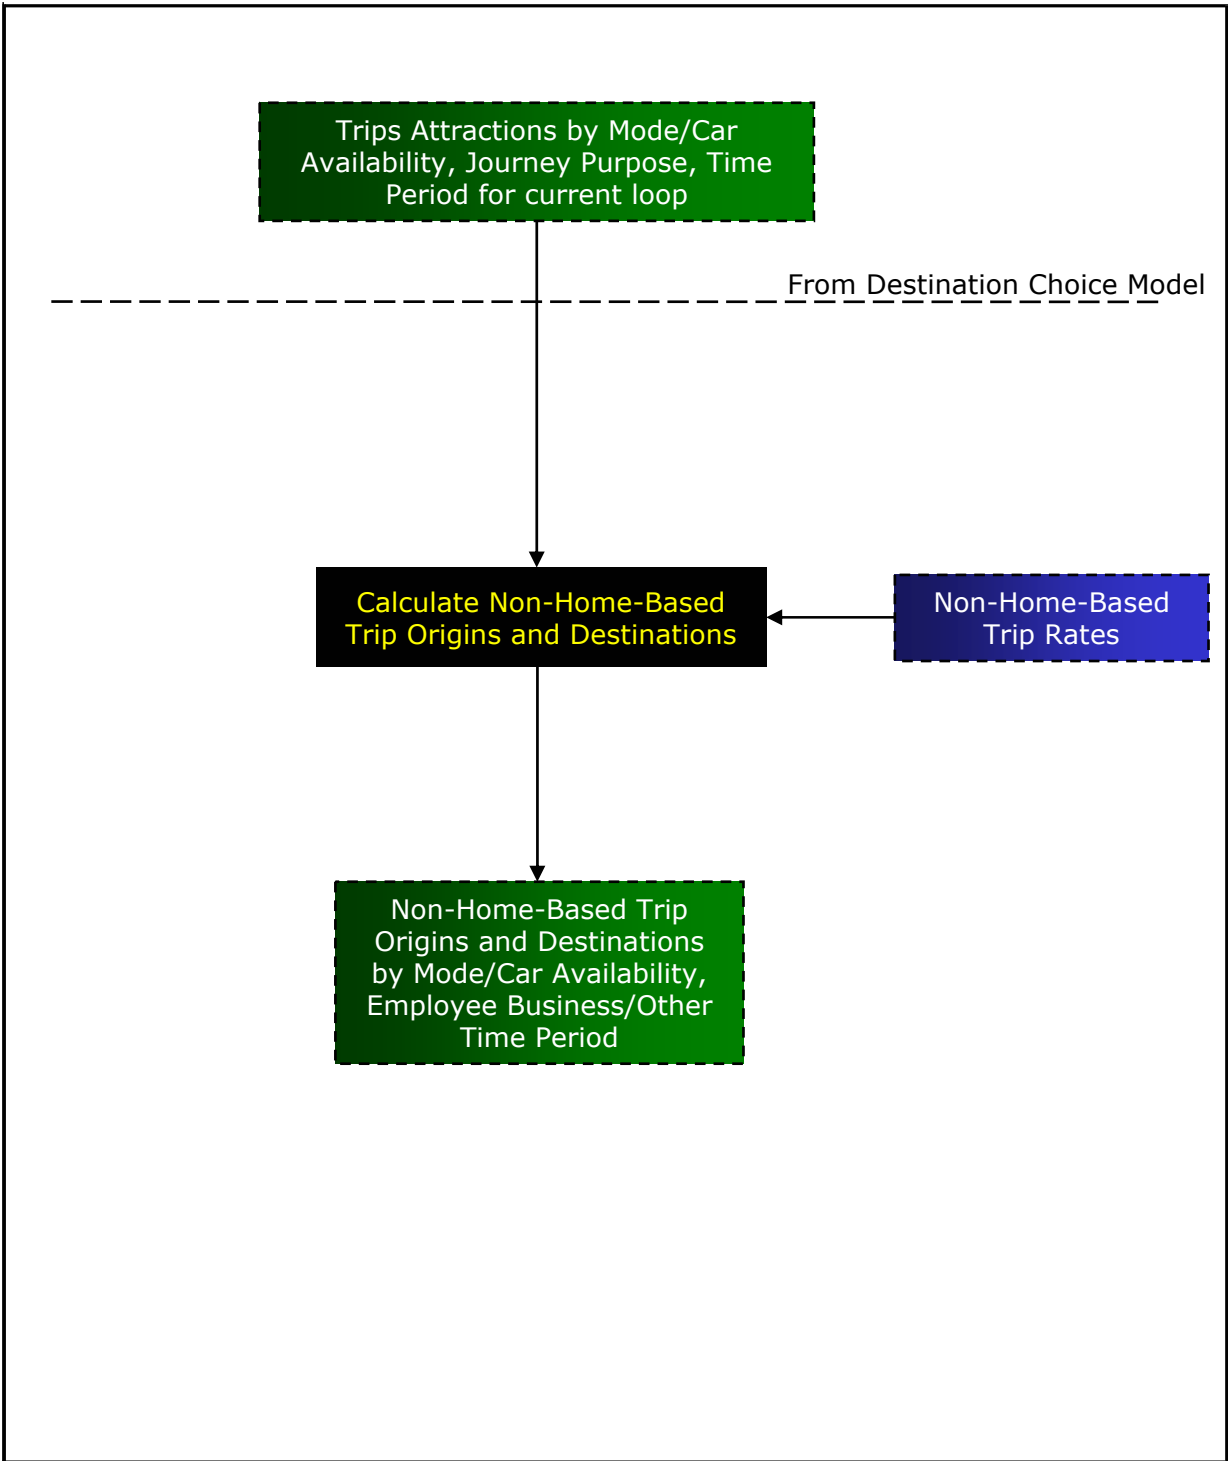 Trips Attractions by Mode/Car
Availability, Journey Purpose, Time
Period for current loop
From Destination Choice Model
Calculate Non-Home-Based
Trip Origins and Destinations
Non-Home-Based
Trip Rates
Non-Home-Based Trip
Origins and Destinations
by Mode/Car Availability,
Employee Business/Other
Time Period